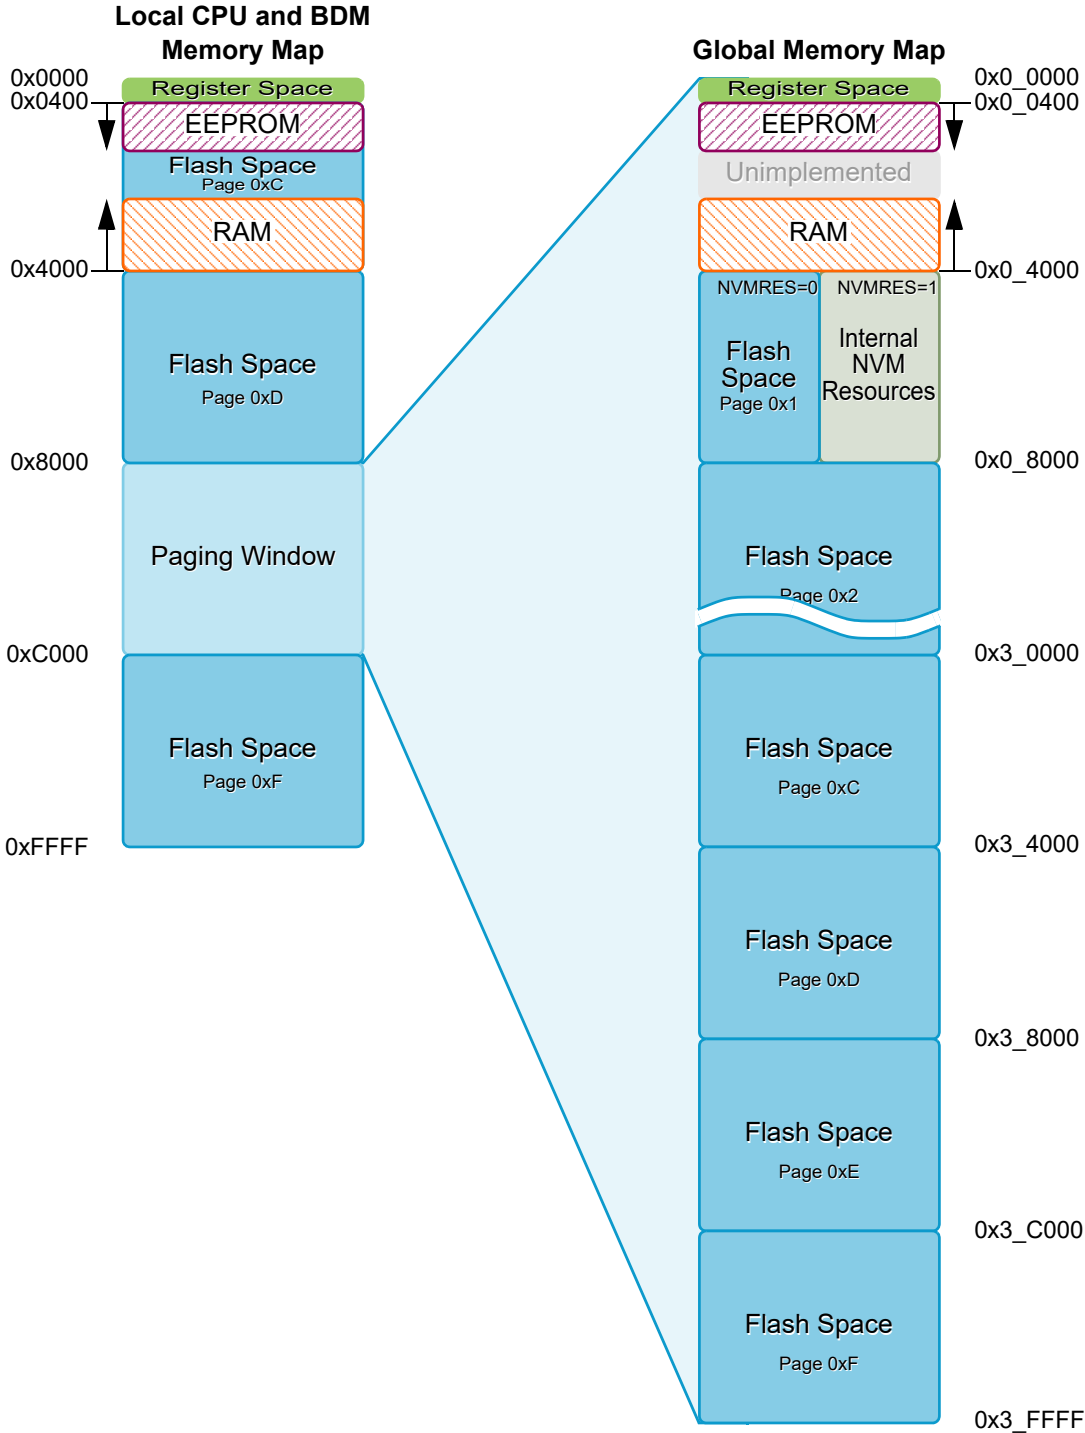 Local CPU and BDM
Memory Map
0x0000
Register Space
0x0400
EEPROM
Flash Space
Page 0xC
RAM
0x4000
Flash Space
Page 0xD
0x8000
Paging Window
0xC000
Flash Space
Page 0xF
0xFFFF
Global Memory Map
0x0_0000
Register Space
0x0_0400
EEPROM
Unimplemented
RAM
0x0_4000
NVMRES=0
Flash
Space
Page 0x1
NVMRES=1
Internal
NVM
Resources
0x0_8000
Flash Space
Page 0x2
0x3_0000
Flash Space
Page 0xC
0x3_4000
Flash Space
Page 0xD
0x3_8000
Flash Space
Page 0xE
0x3_C000
Flash Space
Page 0xF
0x3_FFFF